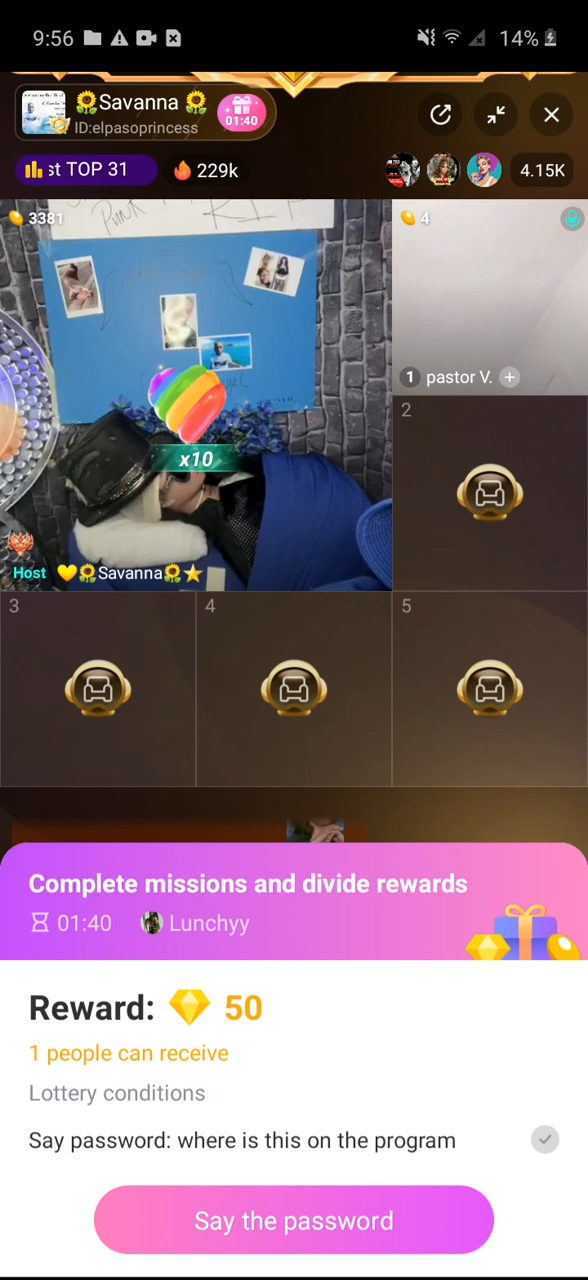 9:56
14%
🌻Savanna 🌻
ID:elpasoprincess
01:40
st TOP 31
229k
4.15K
3381
4
x10
1 pastor V.
2
Host 💛🌻Savanna🌻⭐
3
4
5
Complete missions and divide rewards
01:40
Lunchyy
Reward: 50
1 people can receive
Lottery conditions
Say password: where is this on the program
Say the password